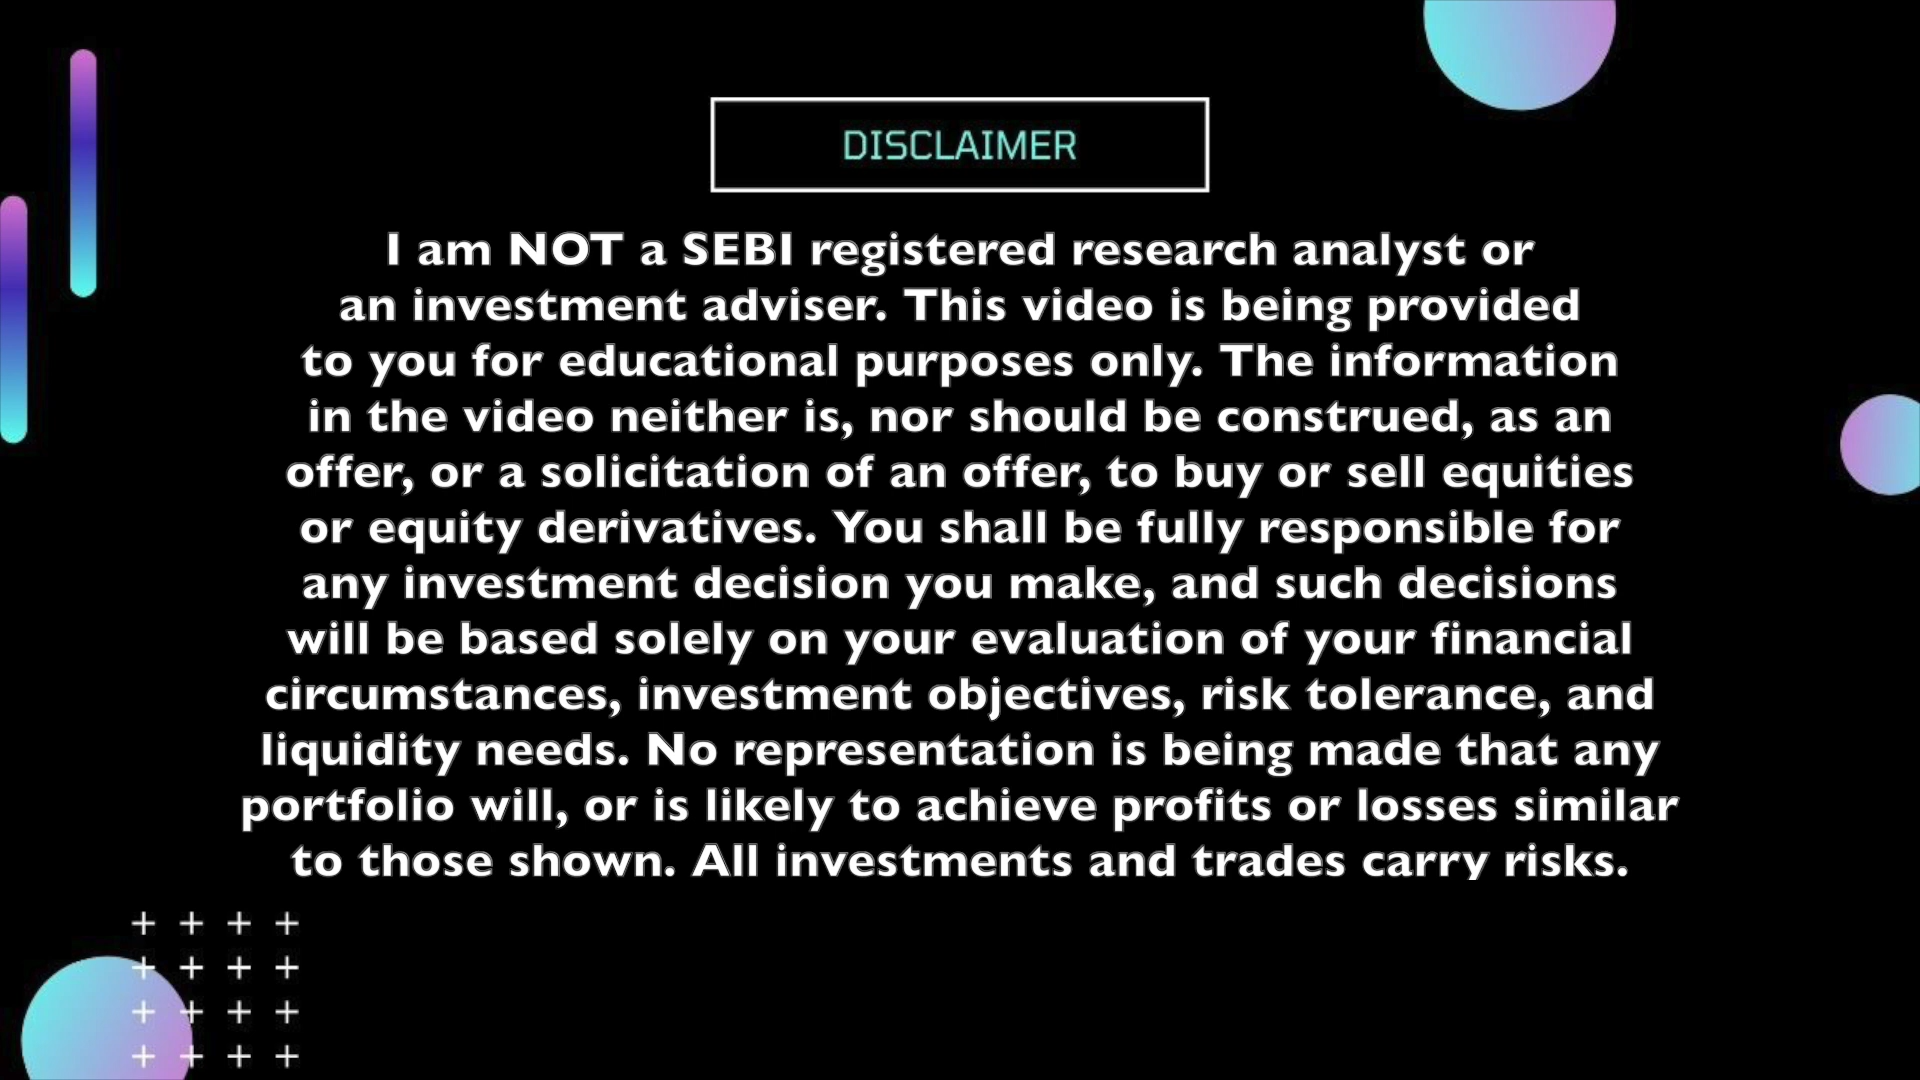 DISCLAIMER
I am NOT a SEBI registered research analyst or
an investment adviser. This video is being provided
to you for educational purposes only. The information
in the video neither is, nor should be construed, as an
offer, or a solicitation of an offer, to buy or sell equities
or equity derivatives. You shall be fully responsible for
any investment decision you make, and such decisions
will be based solely on your evaluation of your financial
circumstances, investment objectives, risk tolerance, and
liquidity needs. No representation is being made that any
portfolio will, or is likely to achieve profits or losses similar
to those shown. All investments and trades carry risks.